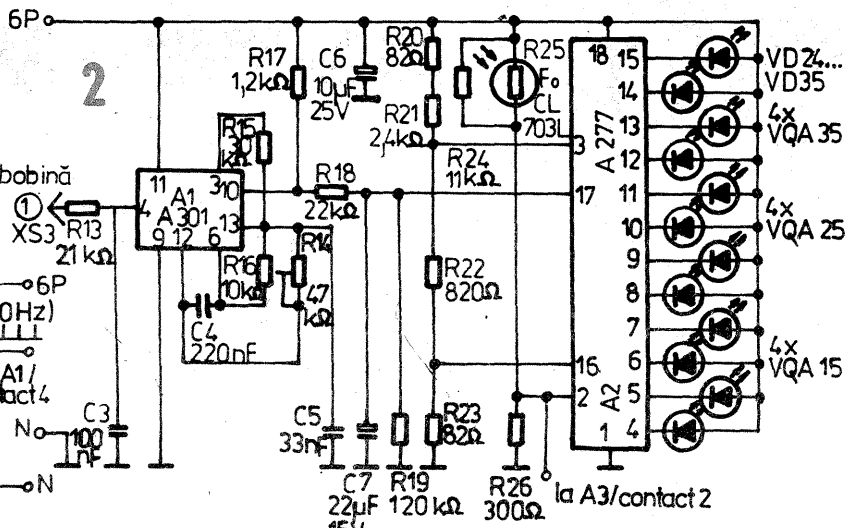 6P
2
R17
1,2kΩ
C6
10µF
25V
R20
82Ω
R21
2,4kΩ
R25
F₀
CL
703L
18
15
14
13
12
11
10
9
8
7
6
5
4
A 277
A2
3
17
16
2
1
VD24...
VD35
4x
VQA 35
4x
VQA 25
4x
VQA 15
R15
kΩ
bobină
1
XS3
R13
21 kΩ
11
A1
A301
4
3
10
13
9
12
6
R18
22kΩ
R24
11kΩ
R16
10kΩ
R14
47
kΩ
C4
220nF
R22
820Ω
6P
0Hz)
A1/
tact4
N
N
C3
100
nF
C5
33nF
C7
22µF
15V
R19
120 kΩ
R23
82Ω
R26
300Ω
la A3/contact 2